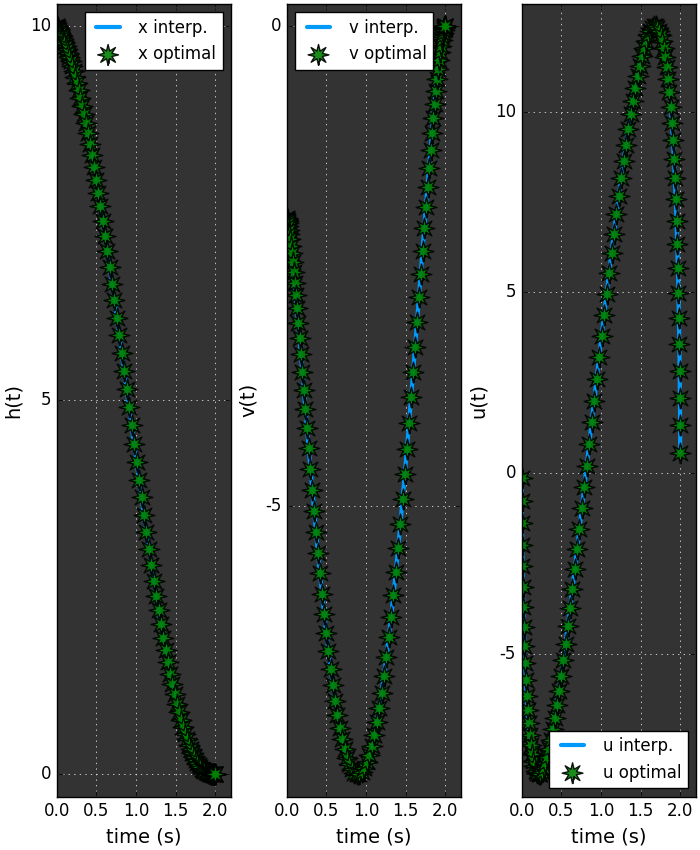 x interp.
x optimal
10
5
0
h(t)
0.0 0.5 1.0 1.5 2.0
time (s)
v interp.
v optimal
0
-5
v(t)
0.0 0.5 1.0 1.5 2.0
time (s)
10
5
0
-5
u(t)
u interp.
u optimal
0.0 0.5 1.0 1.5 2.0
time (s)